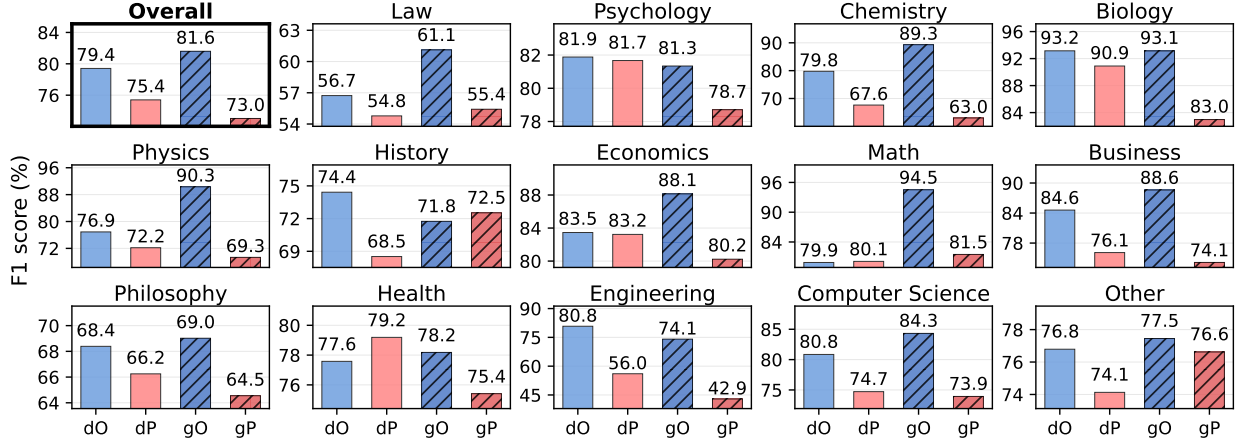 Overall Law Psychology Chemistry Biology
84 80 76 79.4 75.4 81.6 73.0
63 60 57 54 56.7 54.8 61.1 55.4
82 80 78 81.9 81.7 81.3 78.7
90 80 70 79.8 67.6 89.3 63.0
96 92 88 84 93.2 90.9 93.1 83.0
F1 score (%)
Physics History Economics Math Business
96 88 80 72 76.9 72.2 90.3 69.3
75 72 69 74.4 68.5 71.8 72.5
88 84 80 83.5 83.2 88.1 80.2
96 90 84 79.9 80.1 94.5 81.5
90 84 78 84.6 76.1 88.6 74.1
Philosophy Health Engineering Computer Science Other
70 68 66 64 68.4 66.2 69.0 64.5
80 78 76 77.6 79.2 78.2 75.4
90 75 60 45 80.8 56.0 74.1 42.9
85 80 75 80.8 74.7 84.3 73.9
78 76 74 76.8 74.1 77.5 76.6
dO dP gO gP dO dP gO gP dO dP gO gP dO dP gO gP dO dP gO gP